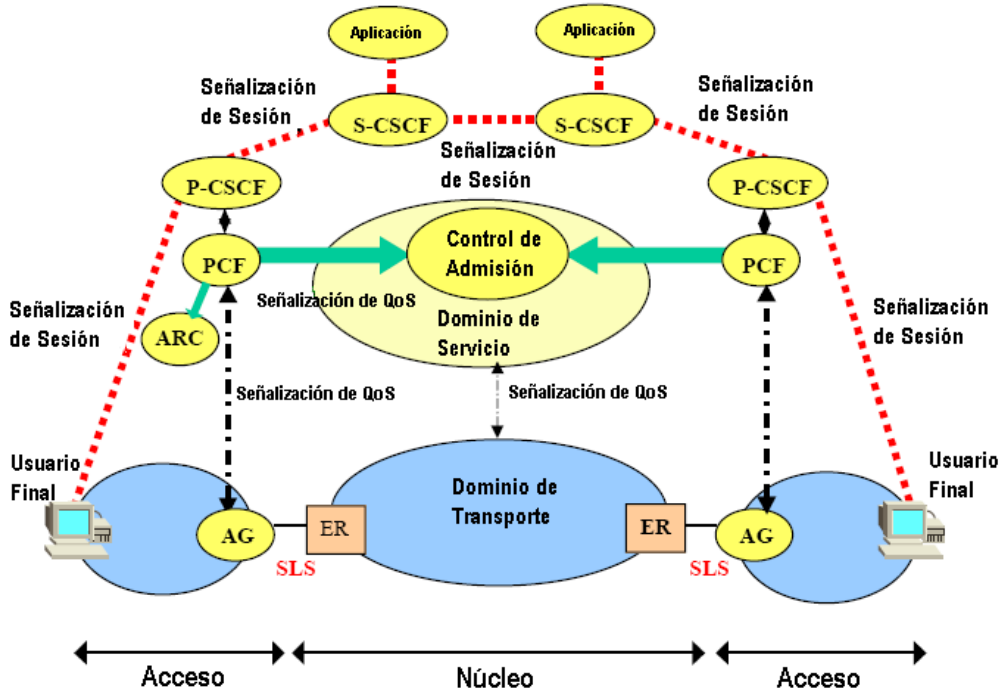 Aplicación
Aplicación
Señalización
de Sesión
S-CSCF
S-CSCF
Señalización
de Sesión
Señalización
de Sesión
P-CSCF
P-CSCF
PCF
Control de
Admisión
PCF
Señalización de QoS
Señalización
de Sesión
ARC
Dominio de
Servicio
Señalización
de Sesión
Señalización de QoS
Señalización de QoS
Usuario
Final
Dominio de
Transporte
Usuario
Final
AG
ER
ER
AG
SLS
SLS
Acceso
Núcleo
Acceso